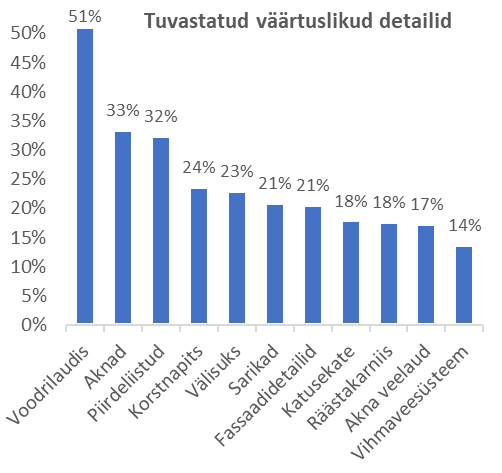 Tuvastatud väärtuslikud detailid
50%
45%
40%
35%
30%
25%
20%
15%
10%
5%
0%
51%
33%
32%
24%
23%
21%
21%
18%
18%
17%
14%
Voodrilaudis
Aknad
Piirdeliistud
Korstnapits
Välisuks
Sarikad
Fassaadidetailid
Katusekate
Räästakarniis
Akna veelaud
Vihmaveesüsteem